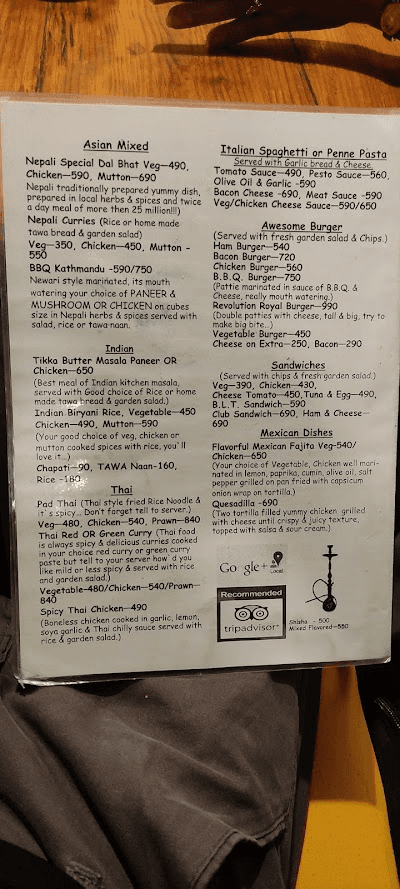 Asian Mixed
Nepali Special Dal Bhat Veg—490,
Chicken—590, Mutton—690
Nepali traditionally prepared yummy dish,
prepared in local herbs & spices and twice
a day meal of more then 25 million!!!)
Nepali Curries (Rice or home made
tawa bread & garden salad)
Veg—350, Chicken—450, Mutton -
550
BBQ Kathmandu -590/750
Newari style marinated, its mouth
watering your choice of PANEER &
MUSHROOM OR CHICKEN on cubes
size in Nepali herbs & spices served with
salad, rice or tawa naan.
Indian
Tikka Butter Masala Paneer OR
Chicken—650
(Best meal of Indian kitchen masala,
served with Good choice of Rice or home
made tawa bread & garden salad.)
Indian Biryani Rice, Vegetable—450
Chicken—490, Mutton—590
(Your good choice of veg, chicken or
mutton cooked spices with rice, you`ll
love it...)
Chapati—90, TAWA Naan-160,
Rice -180
Thai
Pad Thai (Thai style fried Rice Noodle &
it`s spicy... Don't forget tell to server.)
Veg—480, Chicken—540, Prawn—840
Thai Red OR Green Curry (Thai food
is always spicy & delicious curries cooked
in your choice red curry or green curry
paste but tell to your server how`d you
like mild or less spicy & served with rice
and garden salad.)
Vegetable-480/Chicken—540/Prawn—
840
Spicy Thai Chicken—490
(Boneless chicken cooked in garlic, lemon,
soya garlic & Thai chilly sauce served with
rice & garden salad.)
Italian Spaghetti or Penne Pasta
Served with Garlic bread & Cheese.
Tomato Sauce—490, Pesto Sauce—560,
Olive Oil & Garlic -590
Bacon Cheese -690, Meat Sauce -590
Veg/Chicken Cheese Sauce—590/650
Awesome Burger
(Served with fresh garden salad & Chips.)
Ham Burger—540
Bacon Burger—720
Chicken Burger—560
B.B.Q. Burger—750
(Pattie marinated in sauce of B.B.Q. &
Cheese, really mouth watering.)
Revolution Royal Burger—990
(Double patties with cheese, tall & big, try to
make big bite...)
Vegetable Burger—450
Cheese on Extra—250, Bacon—290
Sandwiches
(Served with chips & fresh garden salad.)
Veg—390, Chicken—430,
Cheese Tomato—450,Tuna & Egg—490,
B.L.T. Sandwich—590
Club Sandwich—690, Ham & Cheese—
690
Mexican Dishes
Flavorful Mexican Fajita Veg-540/
Chicken—650
(Your choice of Vegetable, Chicken well mari-
nated in lemon, paprika, cumin, olive oil, salt
pepper grilled on pan fried with capsicum
onion wrap on tortilla.)
Quesadilla -690
(Two tortilla filled yummy chicken grilled
with cheese until crispy & juicy texture,
topped with salsa & sour cream.)
Google+ Local
Recommended
tripadvisor
Shisha - 500
Mixed Flavored—550